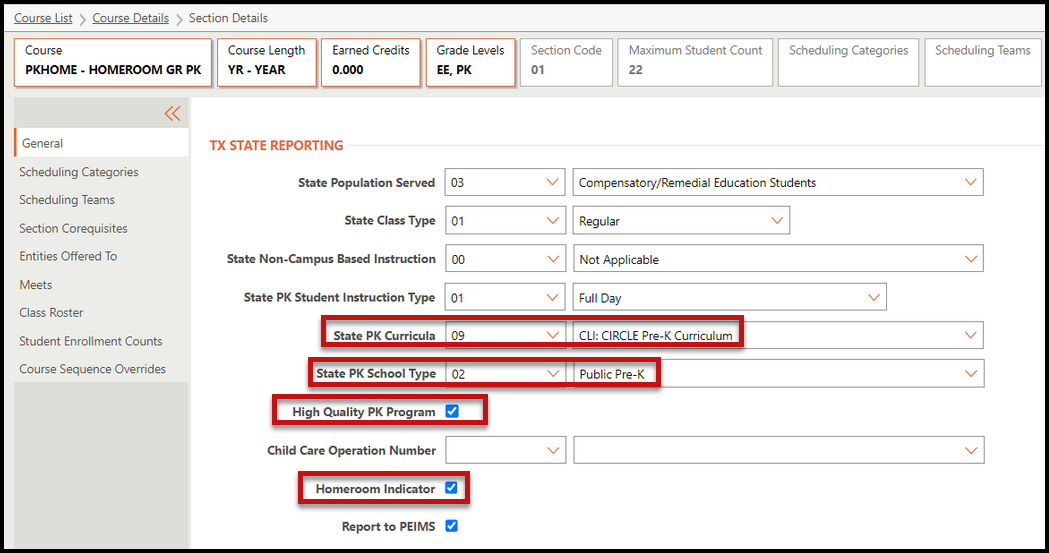 Course List > Course Details > Section Details
Course Course Length Earned Credits Grade Levels Section Code Maximum Student Count Scheduling Categories Scheduling Teams
PKHOME - HOMEROOM GR PK YR - YEAR 0.000 EE, PK 01 22
TX STATE REPORTING
General
Scheduling Categories
Scheduling Teams
Section Corequisites
Entities Offered To
Meets
Class Roster
Student Enrollment Counts
Course Sequence Overrides
State Population Served 03 Compensatory/Remedial Education Students
State Class Type 01 Regular
State Non-Campus Based Instruction 00 Not Applicable
State PK Student Instruction Type 01 Full Day
State PK Curricula 09 CLI: CIRCLE Pre-K Curriculum
State PK School Type 02 Public Pre-K
High Quality PK Program
Child Care Operation Number
Homeroom Indicator
Report to PEIMS